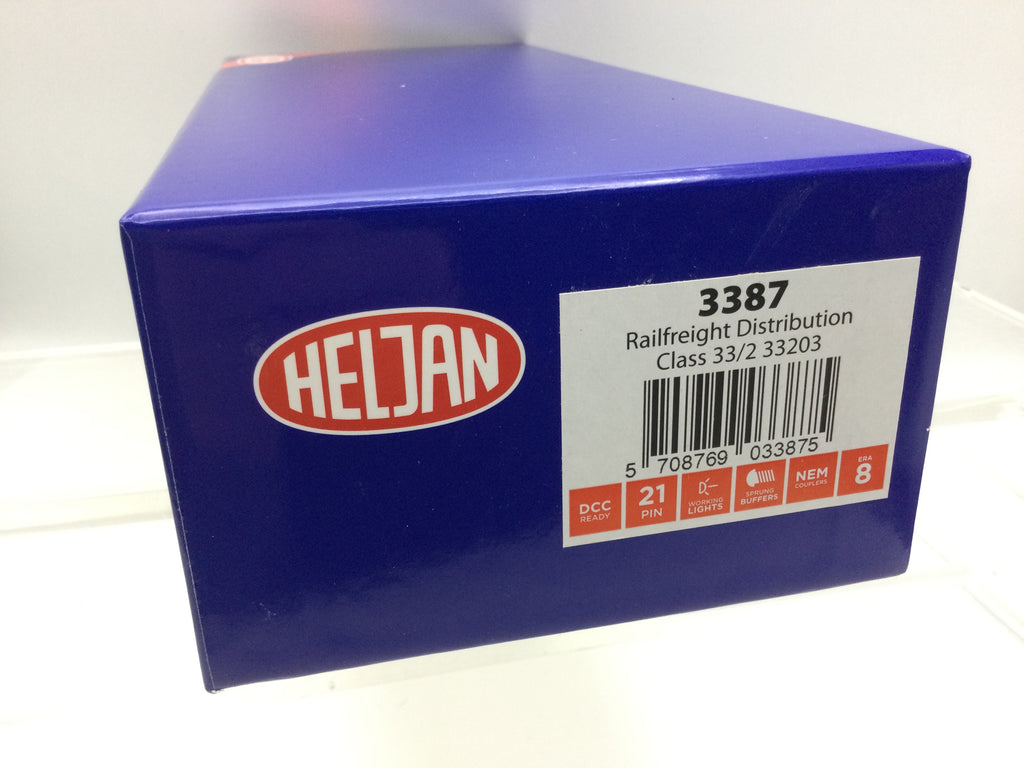 HELJAN
3387
Railfreight Distribution
Class 33/2 33203
5 708769 033875
DCC
READY
21
PIN
WORKING
LIGHTS
SPRUNG
BUFFERS
NEM
COUPLERS
ERA
8